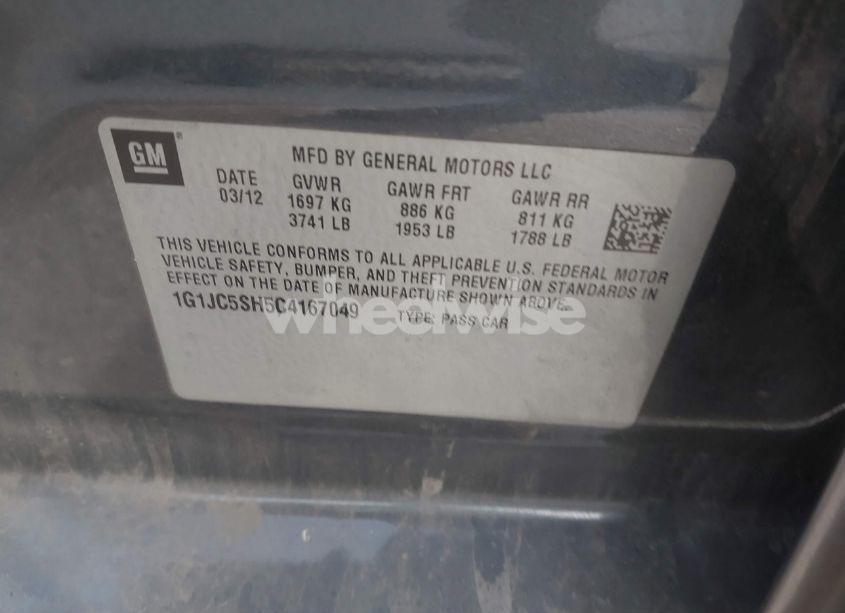 GM
MFD BY GENERAL MOTORS LLC
DATE GVWR GAWR FRT GAWR RR
03/12 1697 KG 886 KG 811 KG
3741 LB 1953 LB 1788 LB
THIS VEHICLE CONFORMS TO ALL APPLICABLE U.S. FEDERAL MOTOR
VEHICLE SAFETY, BUMPER, AND THEFT PREVENTION STANDARDS IN
EFFECT ON THE DATE OF MANUFACTURE SHOWN ABOVE.
1G1JC5SH5C4167049 TYPE: PASS CAR
wheelwise